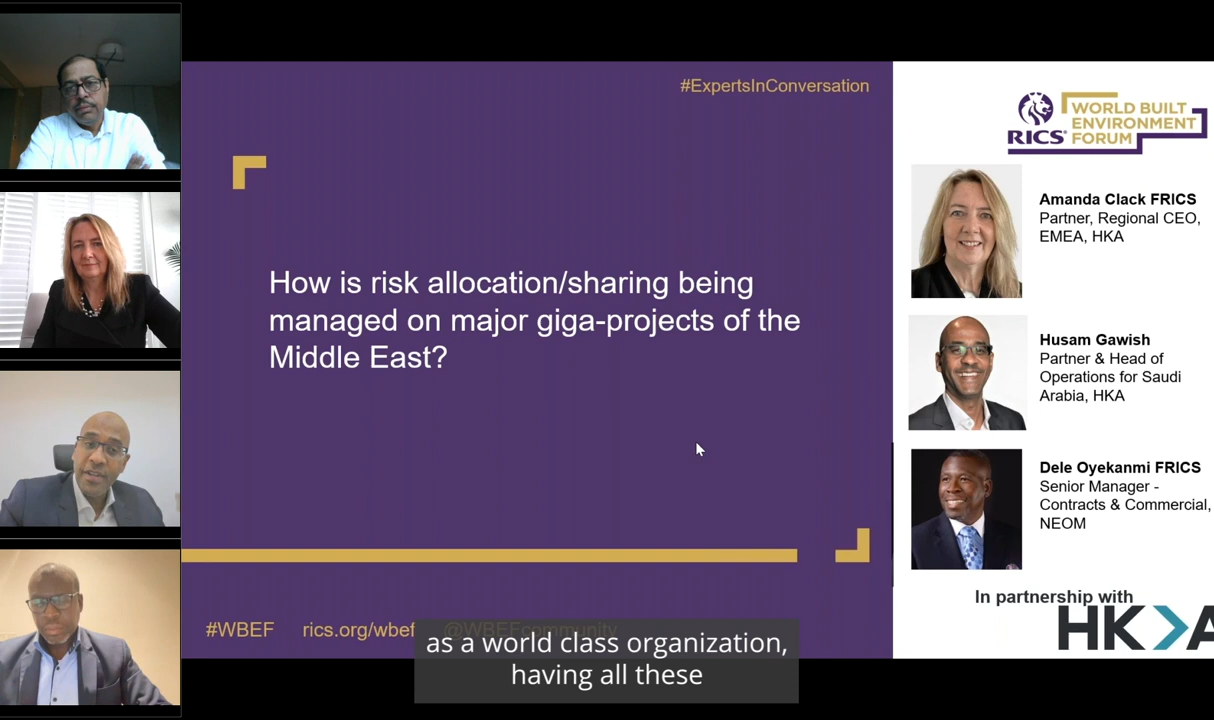 #ExpertsInConversation
How is risk allocation/sharing being
managed on major giga-projects of the
Middle East?
#WBEF rics.org/wbef @WBEFcommunity
as a world class organization,
having all these
RICS WORLD BUILT
ENVIRONMENT
FORUM
Amanda Clack FRICS
Partner, Regional CEO,
EMEA, HKA
Husam Gawish
Partner & Head of
Operations for Saudi
Arabia, HKA
Dele Oyekanmi FRICS
Senior Manager -
Contracts & Commercial,
NEOM
In partnership with
HKA